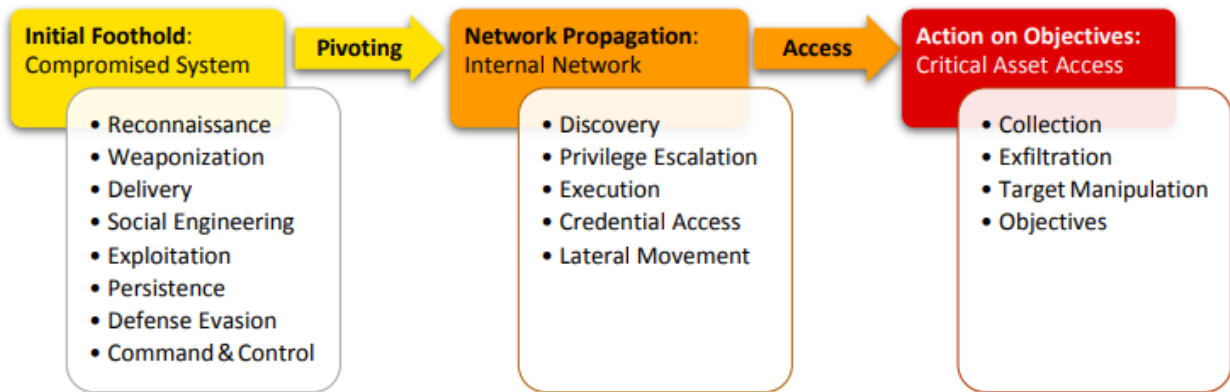 Initial Foothold:
Compromised System
Pivoting
Network Propagation:
Internal Network
Access
Action on Objectives:
Critical Asset Access
• Reconnaissance
• Weaponization
• Delivery
• Social Engineering
• Exploitation
• Persistence
• Defense Evasion
• Command & Control
• Discovery
• Privilege Escalation
• Execution
• Credential Access
• Lateral Movement
• Collection
• Exfiltration
• Target Manipulation
• Objectives